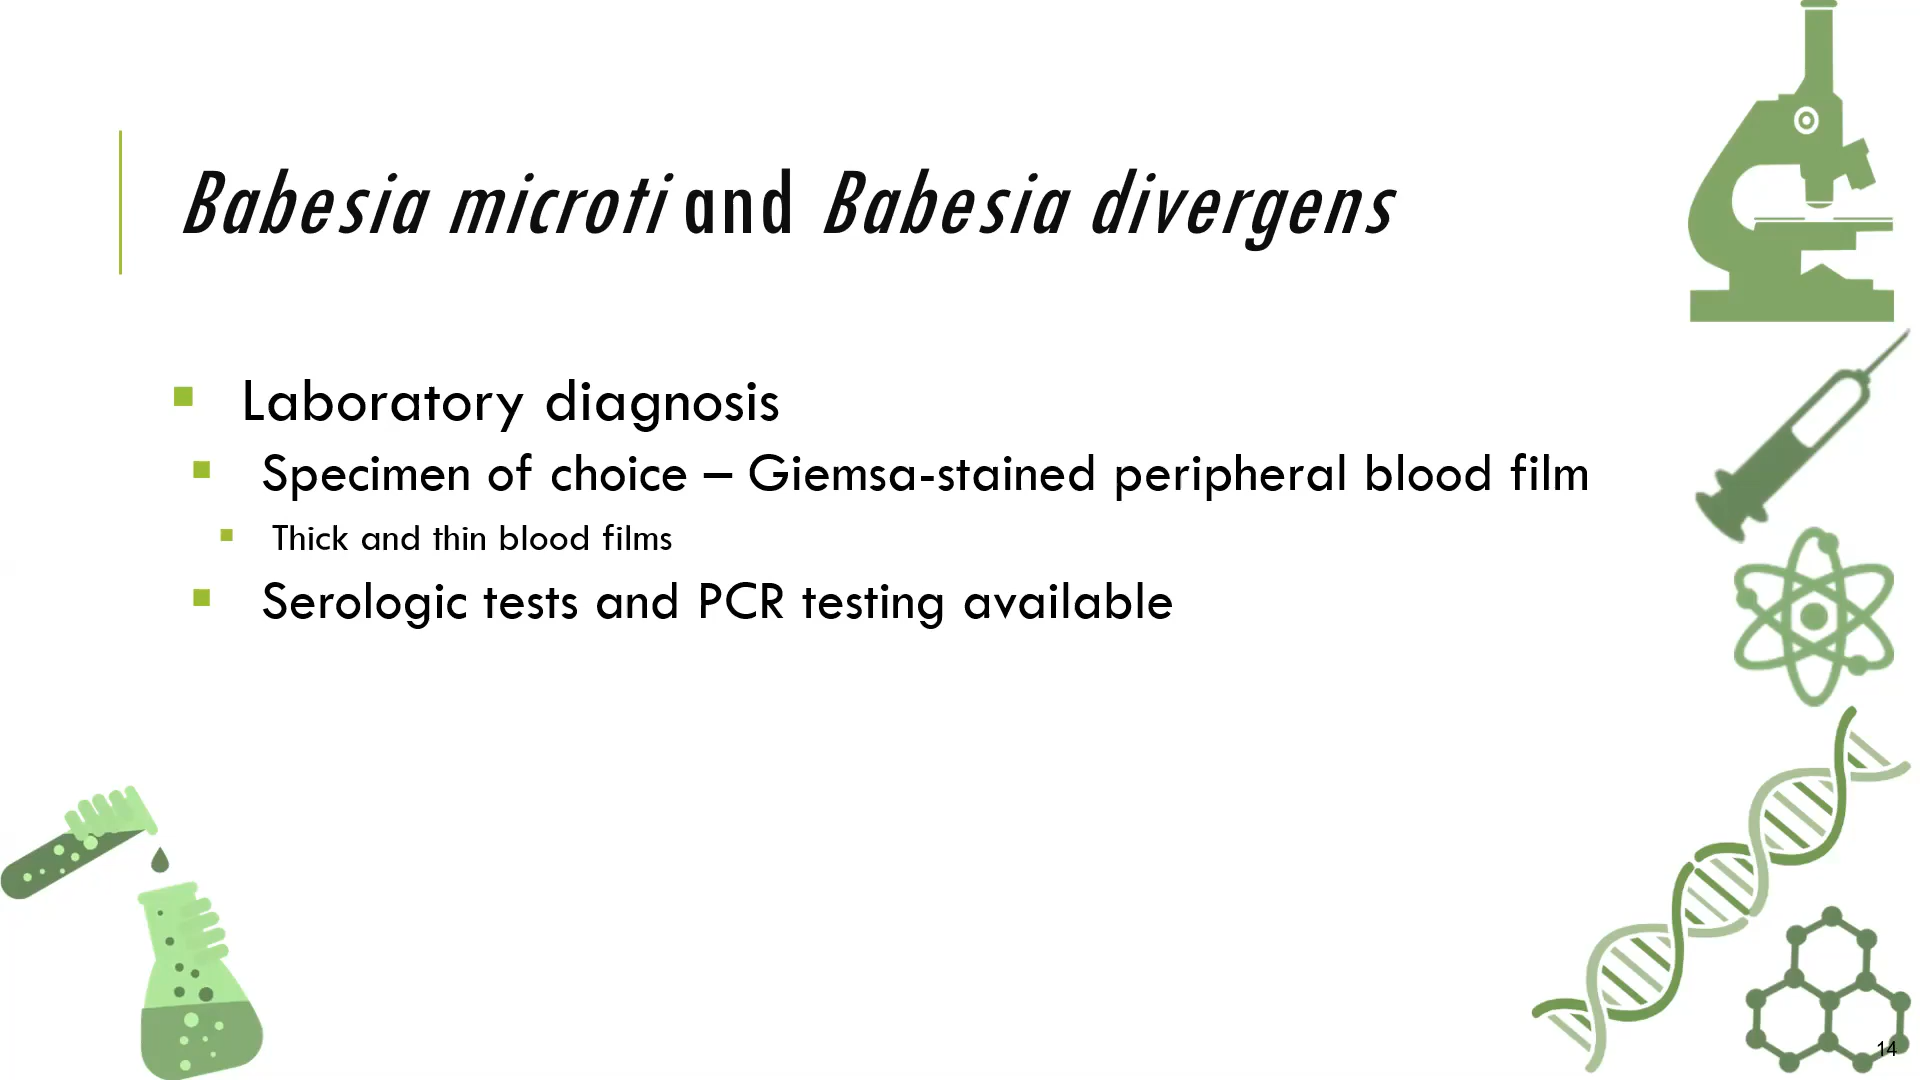 Babesia microti and Babesia divergens
Laboratory diagnosis
Specimen of choice – Giemsa-stained peripheral blood film
Thick and thin blood films
Serologic tests and PCR testing available
14